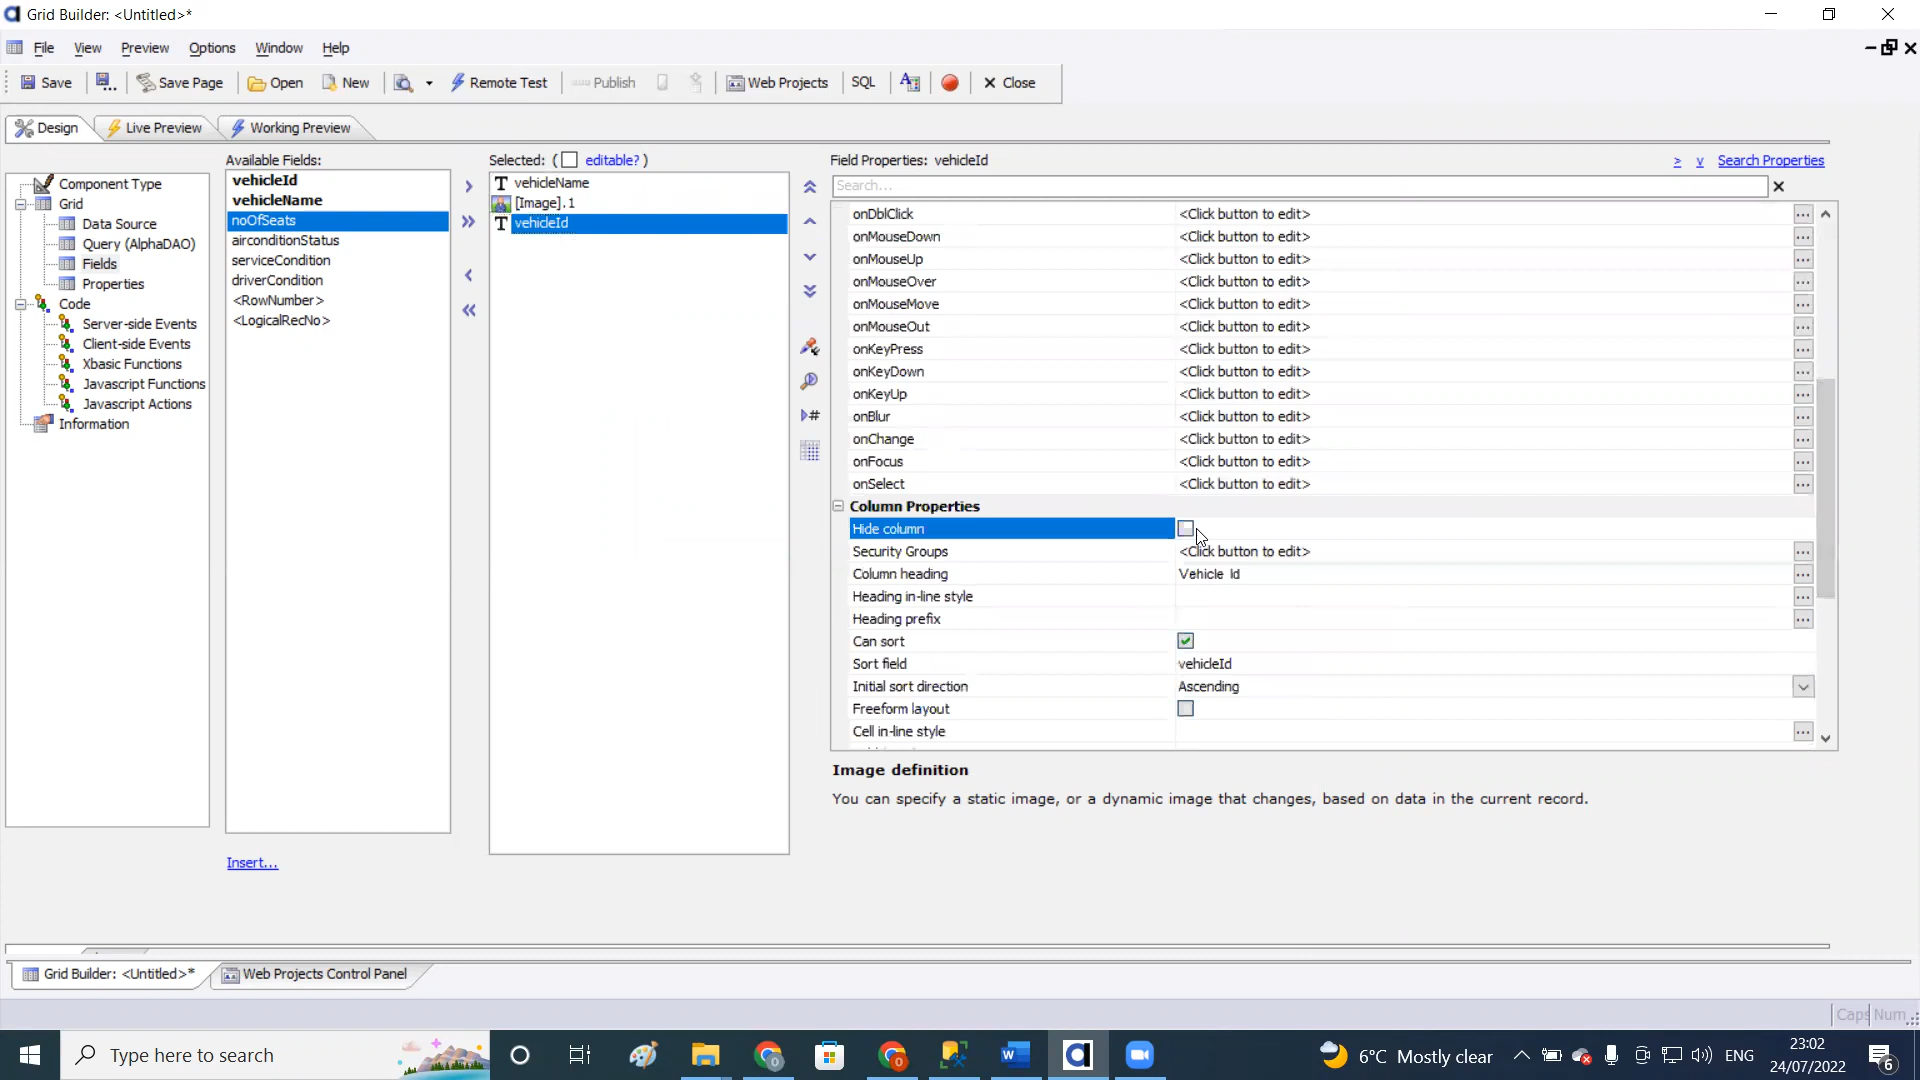 Grid Builder: <Untitled>*
File View Preview Options Window Help
Save Save Page Open New Remote Test Publish Web Projects SQL Close
Design Live Preview Working Preview
Component Type
Grid
Data Source
Query (AlphaDAO)
Fields
Properties
Code
Server-side Events
Client-side Events
Xbasic Functions
Javascript Functions
Javascript Actions
Information
Available Fields:
vehicleId
vehicleName
noOfSeats
airconditionStatus
serviceCondition
driverCondition
<RowNumber>
<LogicalRecNo>
Insert...
Selected: ( editable? )
vehicleName
[Image].1
vehicleId
Field Properties: vehicleId > v Search Properties
Search...
onDblClick <Click button to edit>
onMouseDown <Click button to edit>
onMouseUp <Click button to edit>
onMouseOver <Click button to edit>
onMouseMove <Click button to edit>
onMouseOut <Click button to edit>
onKeyPress <Click button to edit>
onKeyDown <Click button to edit>
onKeyUp <Click button to edit>
onBlur <Click button to edit>
onChange <Click button to edit>
onFocus <Click button to edit>
onSelect <Click button to edit>
Column Properties
Hide column
Security Groups <Click button to edit>
Column heading Vehicle Id
Heading in-line style
Heading prefix
Can sort
Sort field vehicleId
Initial sort direction Ascending
Freeform layout
Cell in-line style
Image definition
You can specify a static image, or a dynamic image that changes, based on data in the current record.
Grid Builder: <Untitled>* Web Projects Control Panel
Caps Num
Type here to search
6°C Mostly clear
ENG
23:02
24/07/2022
6